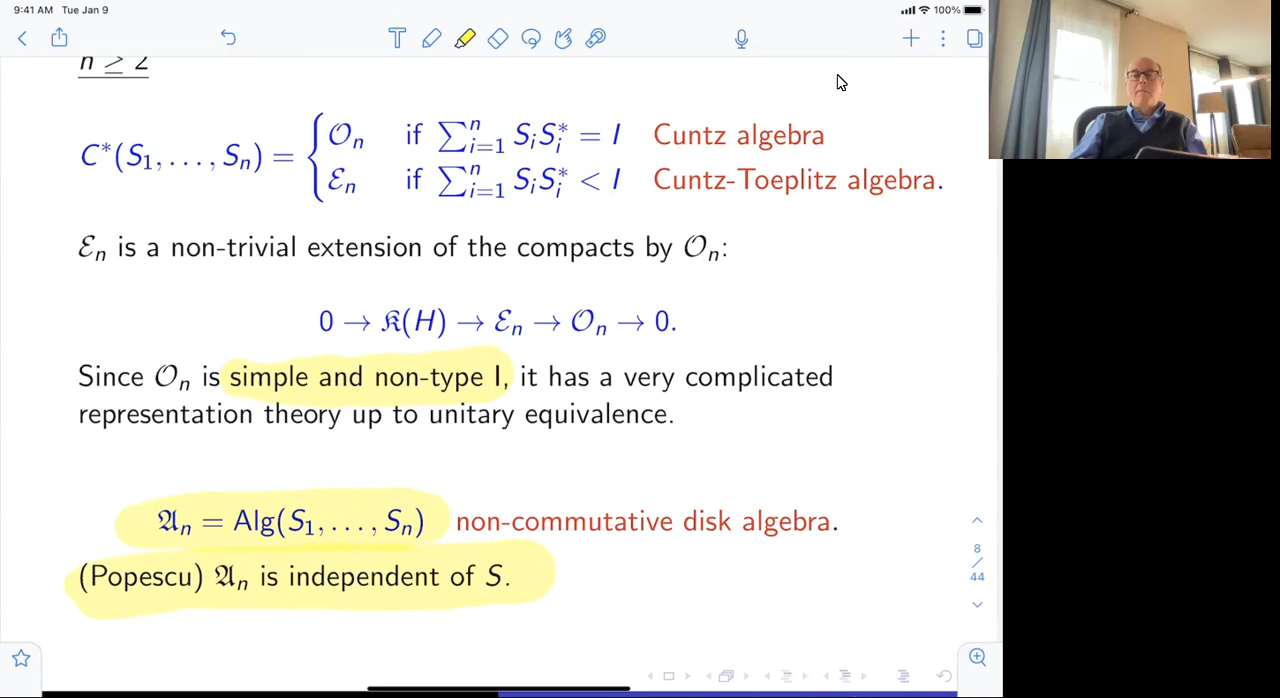 9:41 AM Tue Jan 9
100%
n ≥ 2
C*(S₁, . . . , Sₙ) = { 𝒪ₙ if ∑ⁿᵢ₌₁ SᵢSᵢ* = I Cuntz algebra
ℰₙ if ∑ⁿᵢ₌₁ SᵢSᵢ* < I Cuntz-Toeplitz algebra.
ℰₙ is a non-trivial extension of the compacts by 𝒪ₙ:
0 → 𝔎(H) → ℰₙ → 𝒪ₙ → 0.
Since 𝒪ₙ is simple and non-type I, it has a very complicated
representation theory up to unitary equivalence.
𝔄ₙ = Alg(S₁, . . . , Sₙ) non-commutative disk algebra.
(Popescu) 𝔄ₙ is independent of S.
8
/
44